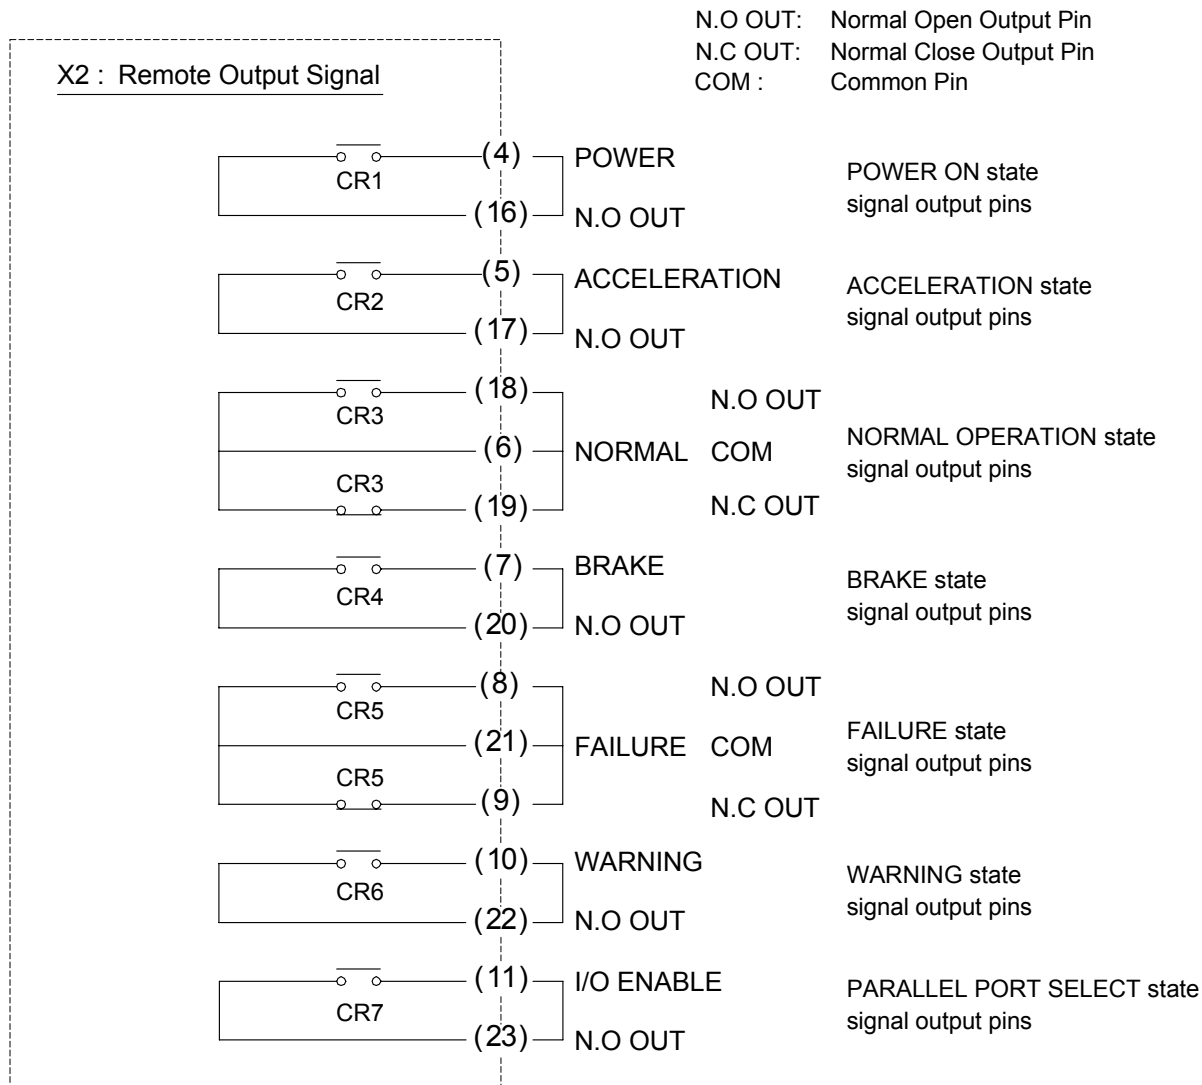 N.O OUT: Normal Open Output Pin
N.C OUT: Normal Close Output Pin
COM : Common Pin
X2 : Remote Output Signal
(4) POWER
CR1
POWER ON state
signal output pins
(16) N.O OUT
(5) ACCELERATION
CR2
ACCELERATION state
signal output pins
(17) N.O OUT
(18) N.O OUT
CR3
(6) NORMAL COM
NORMAL OPERATION state
signal output pins
CR3
(19) N.C OUT
(7) BRAKE
CR4
BRAKE state
signal output pins
(20) N.O OUT
(8) N.O OUT
CR5
(21) FAILURE COM
FAILURE state
signal output pins
CR5
(9) N.C OUT
(10) WARNING
CR6
WARNING state
signal output pins
(22) N.O OUT
(11) I/O ENABLE
CR7
PARALLEL PORT SELECT state
signal output pins
(23) N.O OUT